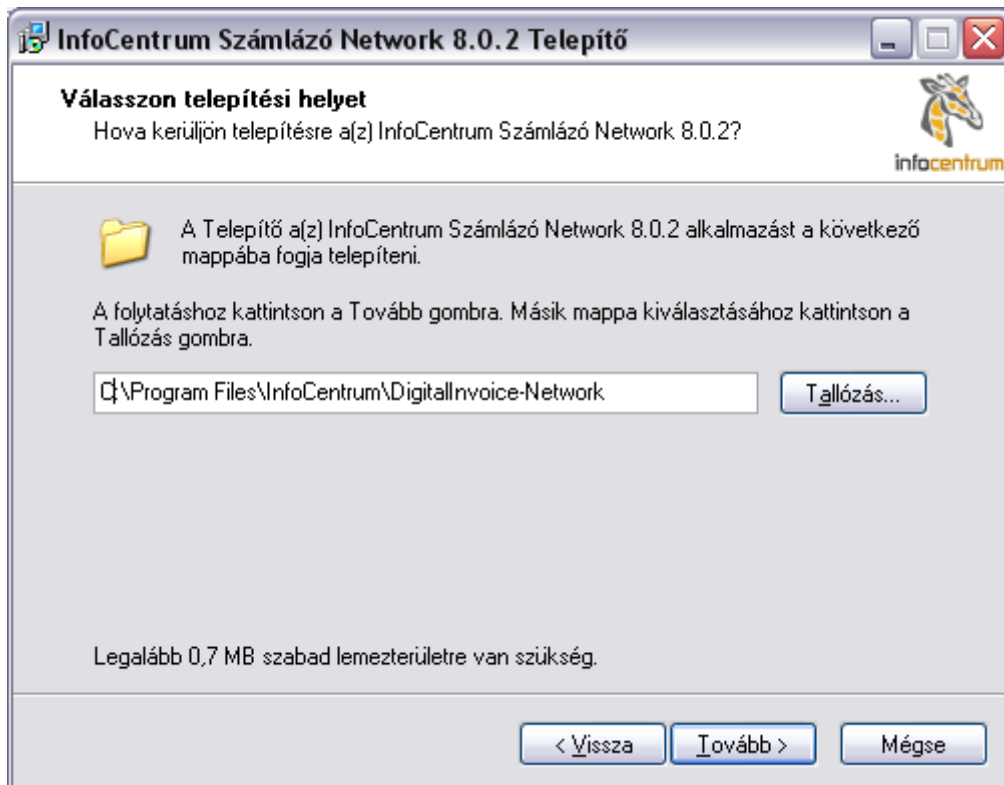 InfoCentrum Számlázó Network 8.0.2 Telepítő
Válasszon telepítési helyet
Hova kerüljön telepítésre a(z) InfoCentrum Számlázó Network 8.0.2?
infocentrum
A Telepítő a(z) InfoCentrum Számlázó Network 8.0.2 alkalmazást a következő
mappába fogja telepíteni.
A folytatáshoz kattintson a Tovább gombra. Másik mappa kiválasztásához kattintson a
Tallózás gombra.
C:\Program Files\InfoCentrum\DigitalInvoice-Network
Tallózás...
Legalább 0,7 MB szabad lemezterületre van szükség.
< Vissza
Tovább >
Mégse